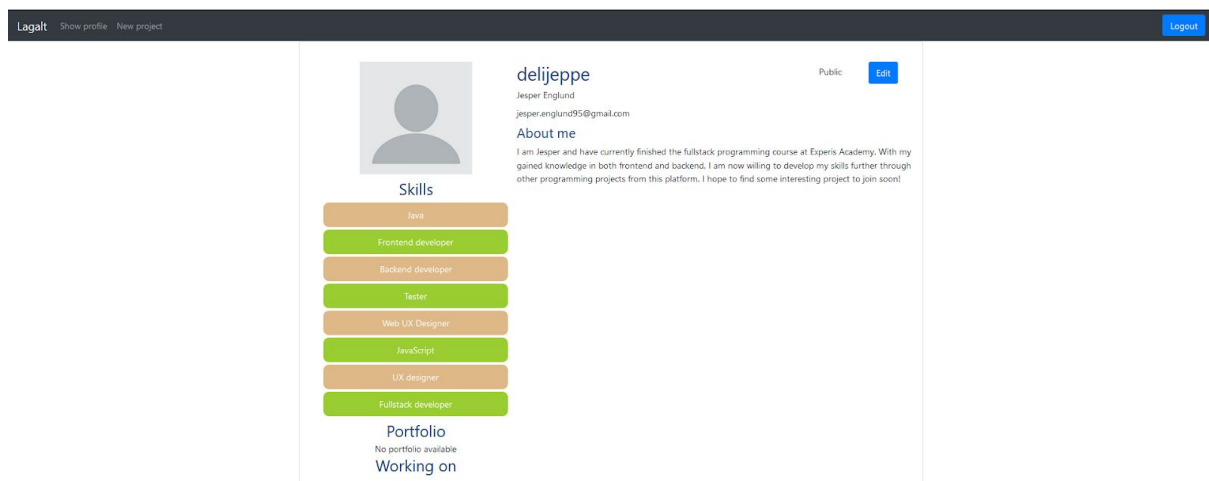 Lagalt Show profile New project Logout
delijeppe Public Edit
Jesper Englund
jesper.englund95@gmail.com
About me
I am Jesper and have currently finished the fullstack programming course at Experis Academy. With my
gained knowledge in both frontend and backend, I am now willing to develop my skills further through
other programming projects from this platform. I hope to find some interesting project to join soon!
Skills
Java
Frontend developer
Backend developer
Tester
Web UX Designer
JavaScript
UX designer
Fullstack developer
Portfolio
No portfolio available
Working on